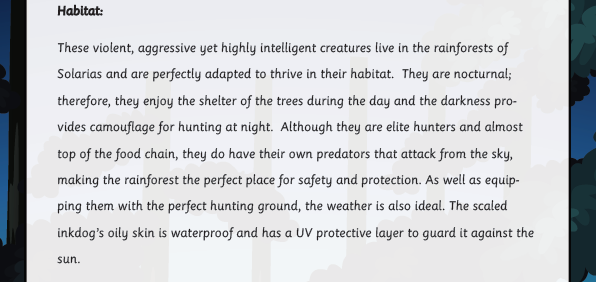 Habitat:
These violent, aggressive yet highly intelligent creatures live in the rainforests of
Solarias and are perfectly adapted to thrive in their habitat.  They are nocturnal;
therefore, they enjoy the shelter of the trees during the day and the darkness pro-
vides camouflage for hunting at night.  Although they are elite hunters and almost
top of the food chain, they do have their own predators that attack from the sky,
making the rainforest the perfect place for safety and protection. As well as equip-
ping them with the perfect hunting ground, the weather is also ideal. The scaled
inkdog's oily skin is waterproof and has a UV protective layer to guard it against the
sun.